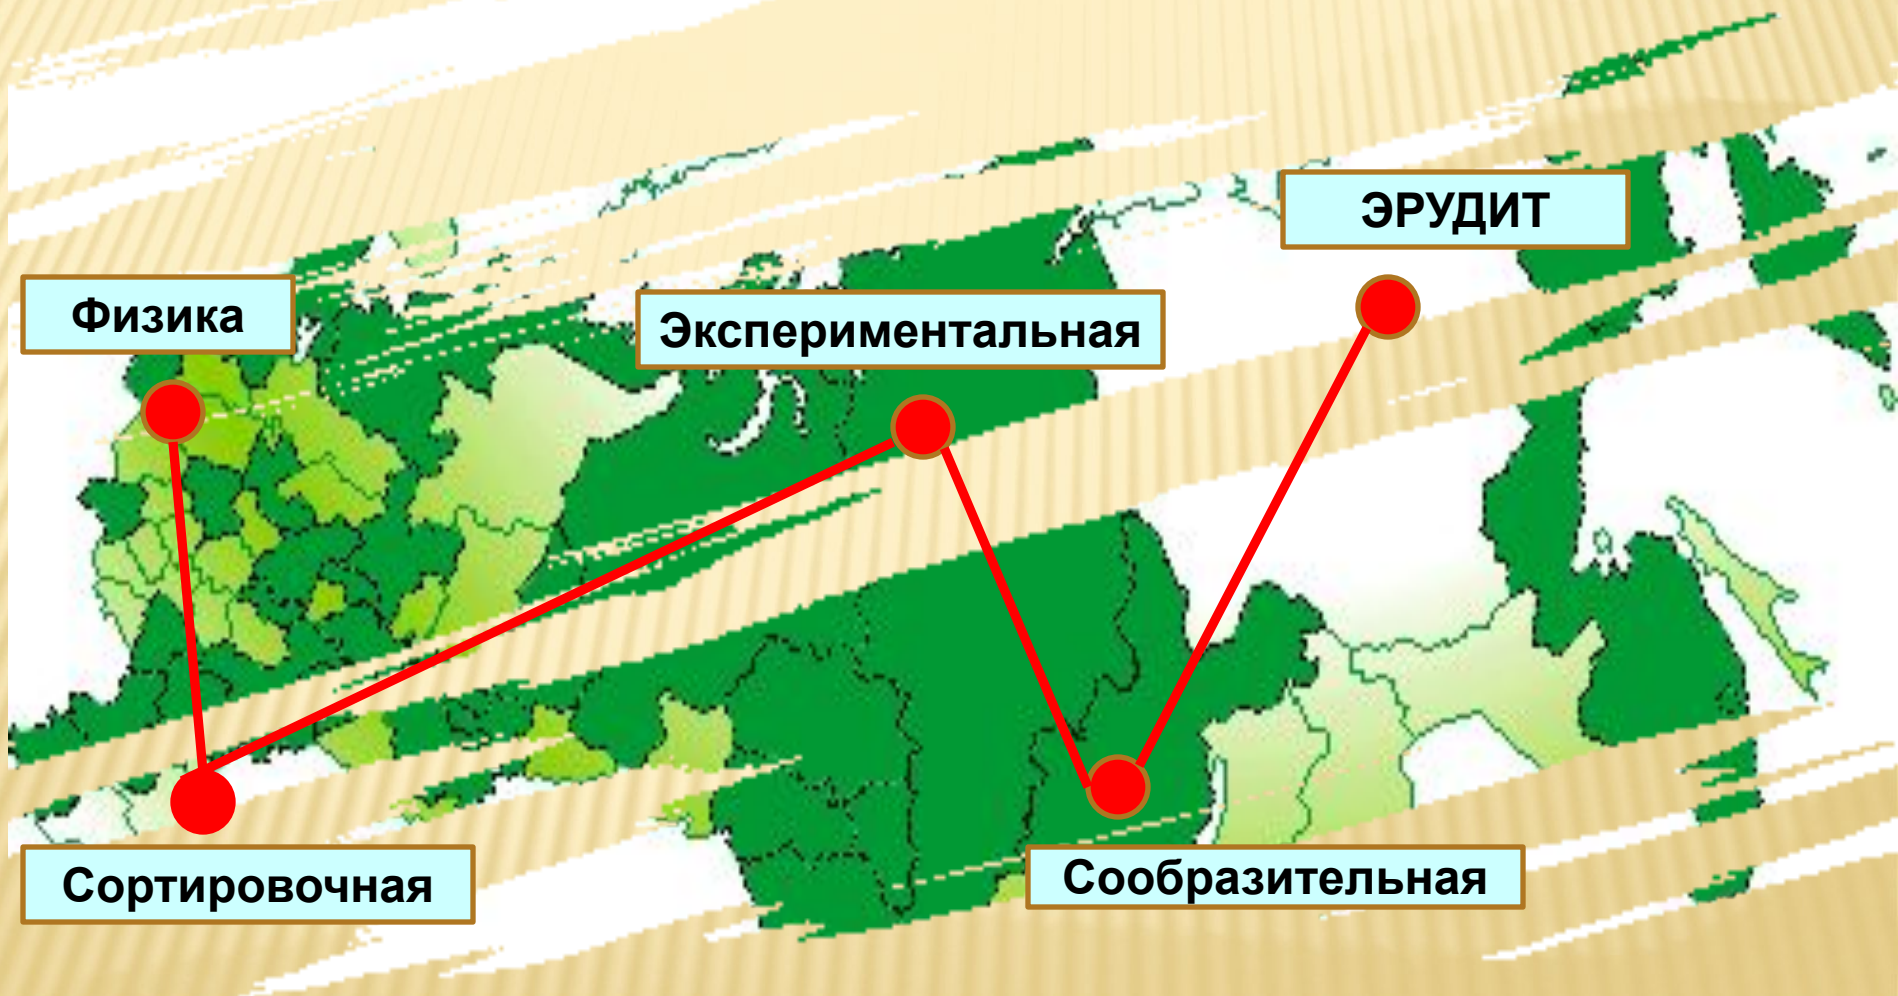 ЭРУДИТ
Физика
Экспериментальная
Сортировочная
Сообразительная